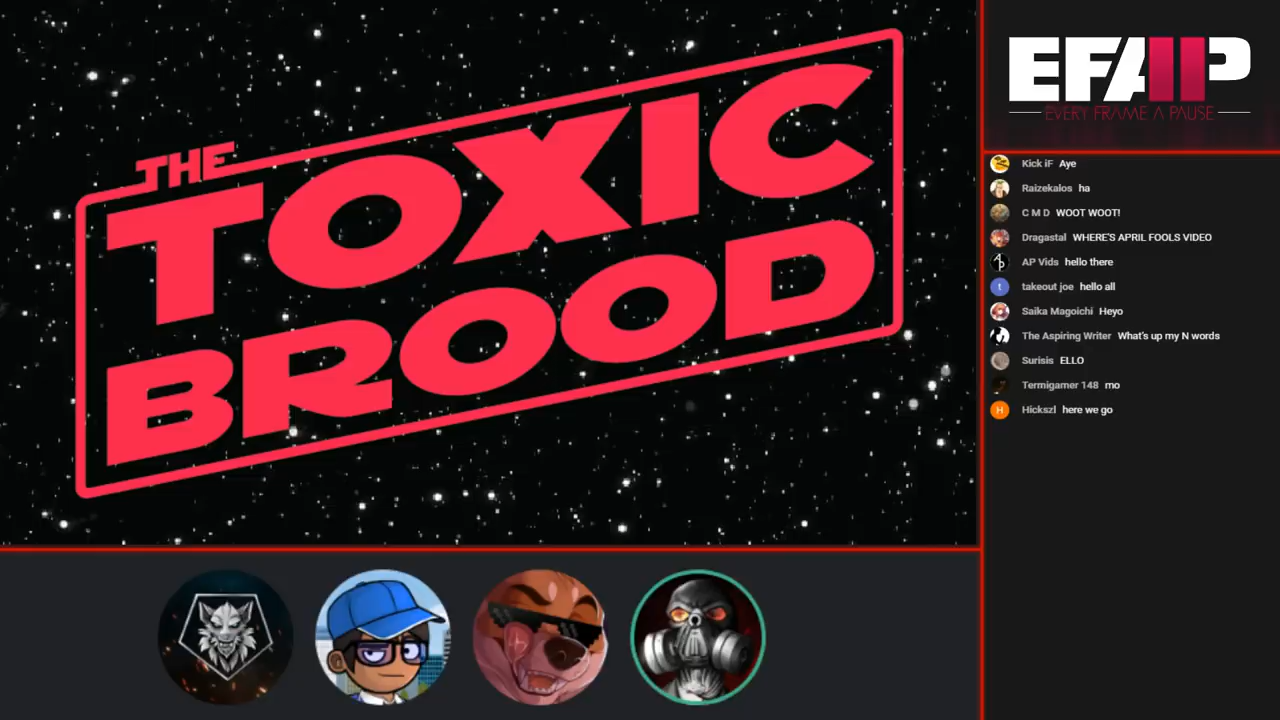 THE
TOXIC
BROOD
EFAP
EVERY FRAME A PAUSE
Kick iF Aye
Raizekalos ha
C M D WOOT WOOT!
Dragastal WHERE'S APRIL FOOLS VIDEO
AP Vids hello there
t takeout joe hello all
Saika Magoichi Heyo
The Aspiring Writer What's up my N words
Surisis ELLO
Termigamer 148 mo
H Hickszl here we go